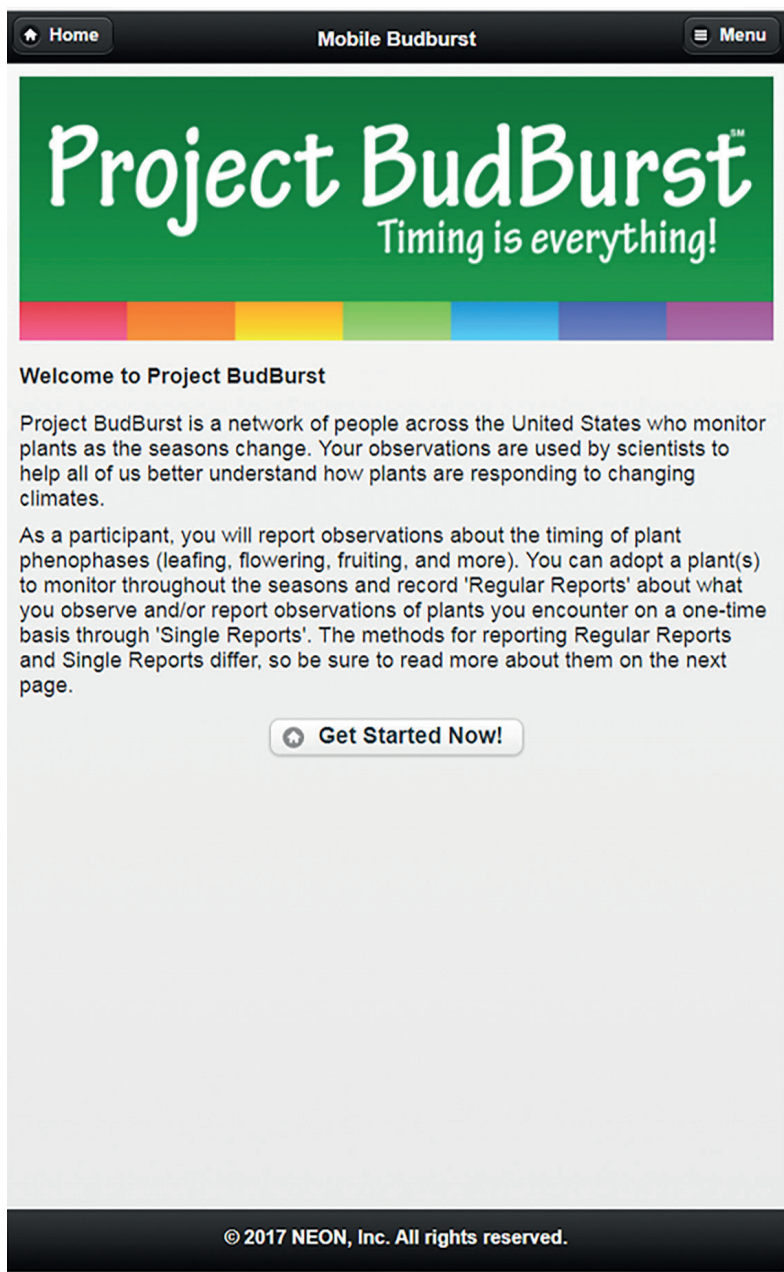 Home
Mobile Budburst
Menu
Project BudBurst℠
Timing is everything!
Welcome to Project BudBurst
Project BudBurst is a network of people across the United States who monitor
plants as the seasons change. Your observations are used by scientists to
help all of us better understand how plants are responding to changing
climates.
As a participant, you will report observations about the timing of plant
phenophases (leafing, flowering, fruiting, and more). You can adopt a plant(s)
to monitor throughout the seasons and record 'Regular Reports' about what
you observe and/or report observations of plants you encounter on a one-time
basis through 'Single Reports'. The methods for reporting Regular Reports
and Single Reports differ, so be sure to read more about them on the next
page.
Get Started Now!
© 2017 NEON, Inc. All rights reserved.